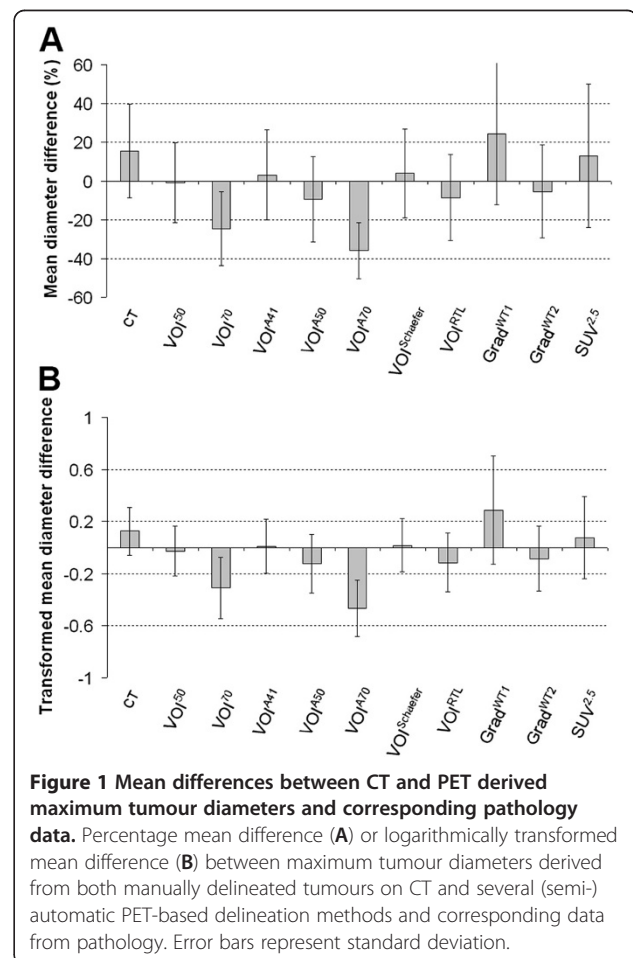 A
Mean diameter difference (%)
60
40
20
0
-20
-40
-60
CT
VOI50
VOI70
VOIA41
VOIA50
VOIA70
VOISchaefer
VOIRTL
GradWT1
GradWT2
SUV2.5
B
Transformed mean diameter difference
1
0.6
0.2
-0.2
-0.6
-1
CT
VOI50
VOI70
VOIA41
VOIA50
VOIA70
VOISchaefer
VOIRTL
GradWT1
GradWT2
SUV2.5
Figure 1 Mean differences between CT and PET derived
maximum tumour diameters and corresponding pathology
data. Percentage mean difference (A) or logarithmically transformed
mean difference (B) between maximum tumour diameters derived
from both manually delineated tumours on CT and several (semi-)
automatic PET-based delineation methods and corresponding data
from pathology. Error bars represent standard deviation.